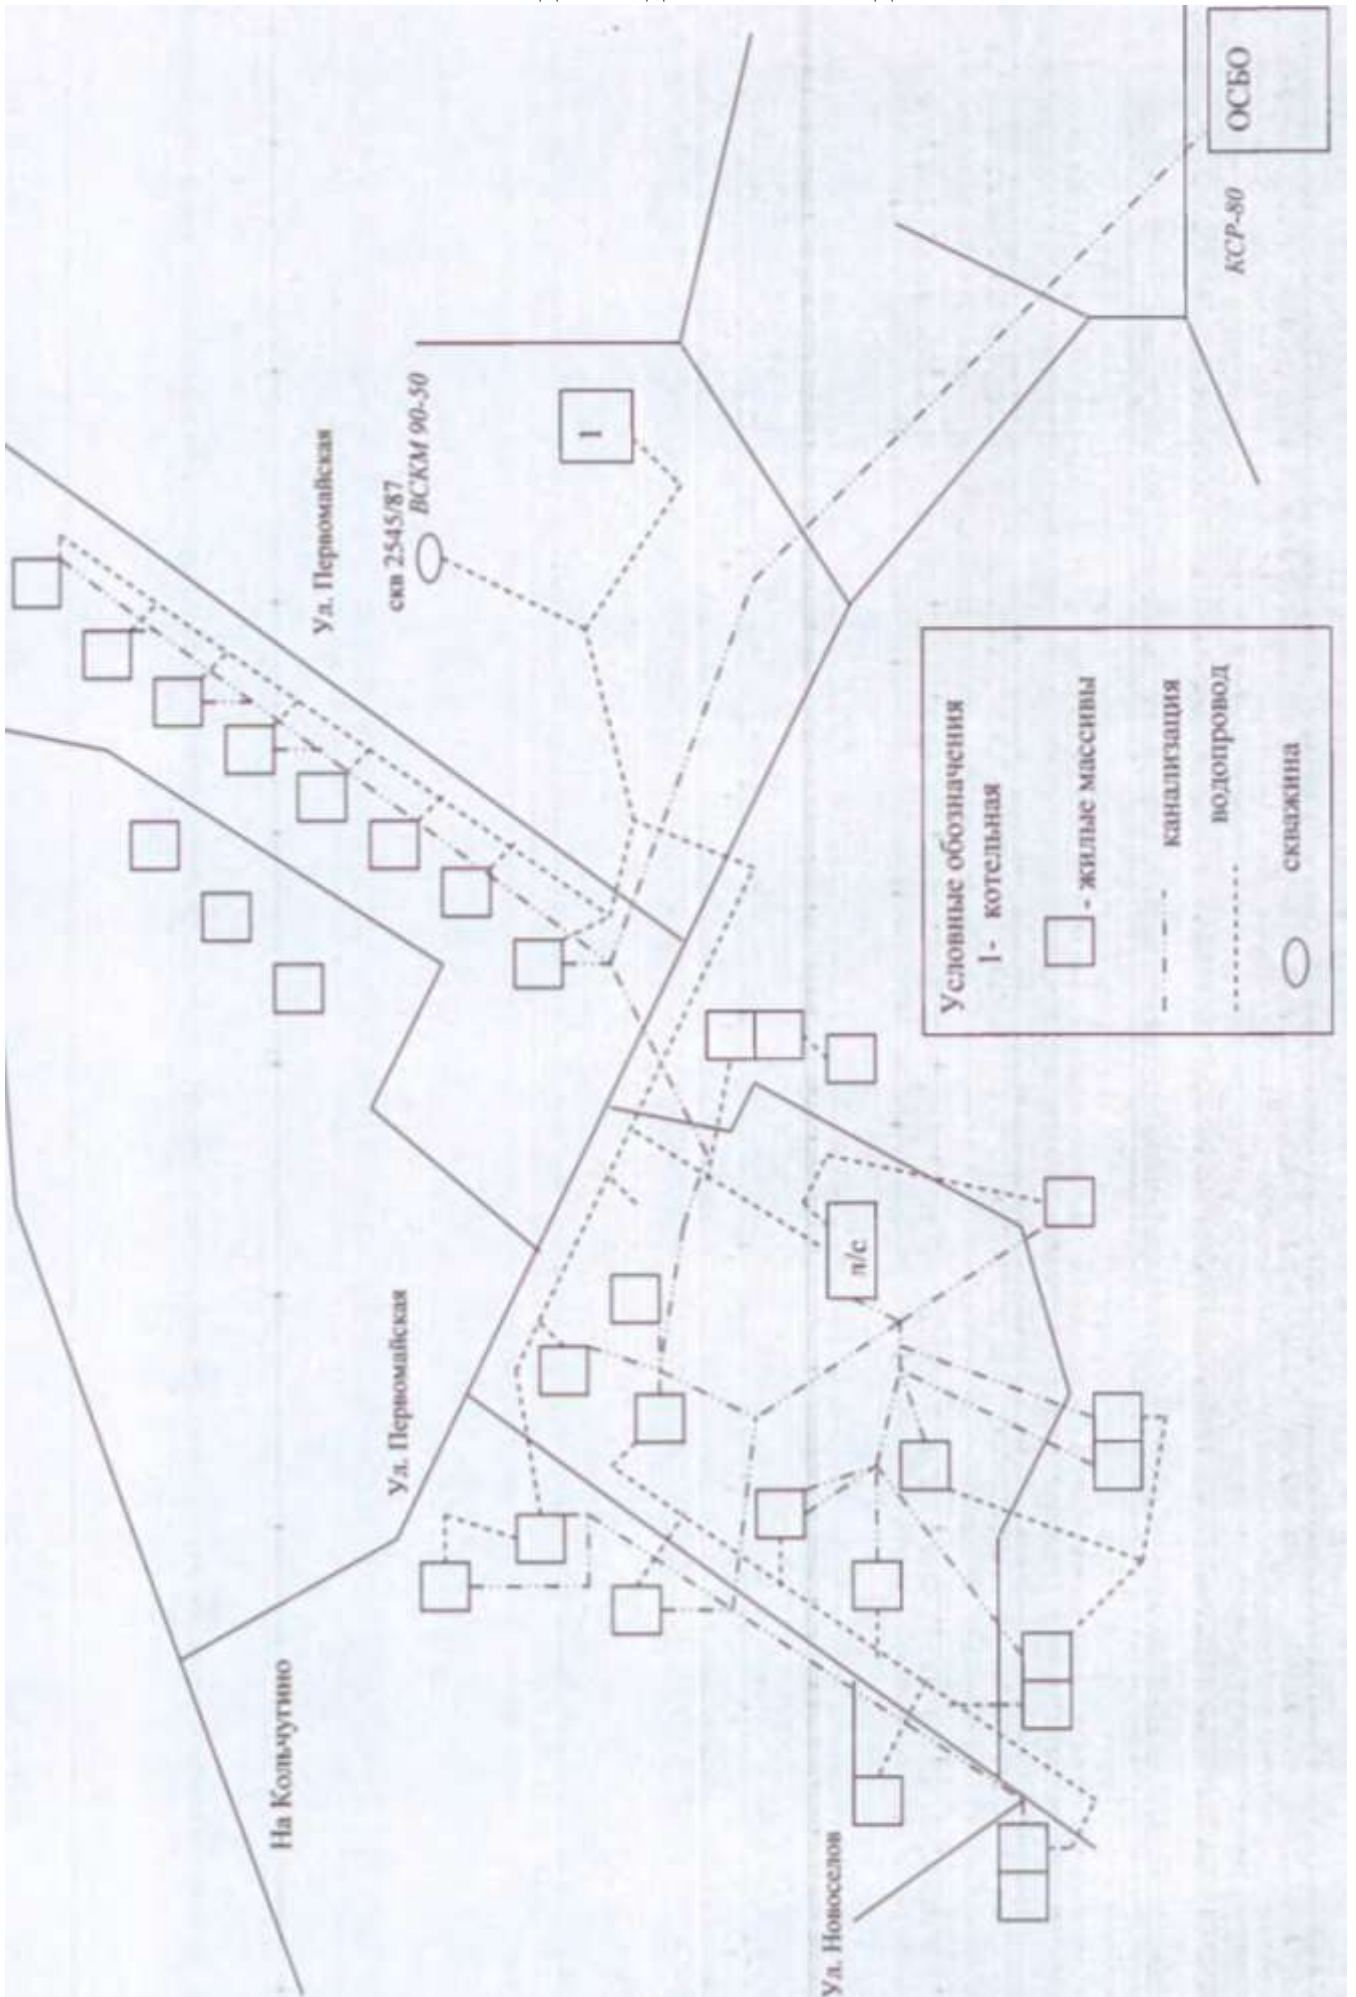 На Кольчугино
Ул. Первомайская
Ул. Первомайская
скв 2545/87
ВСКМ 90-50
1
Ул. Новоселов
п/с
Условные обозначения
1- котельная
- жилые массивы
канализация
водопровод
скважина
КСР-80
ОСБО